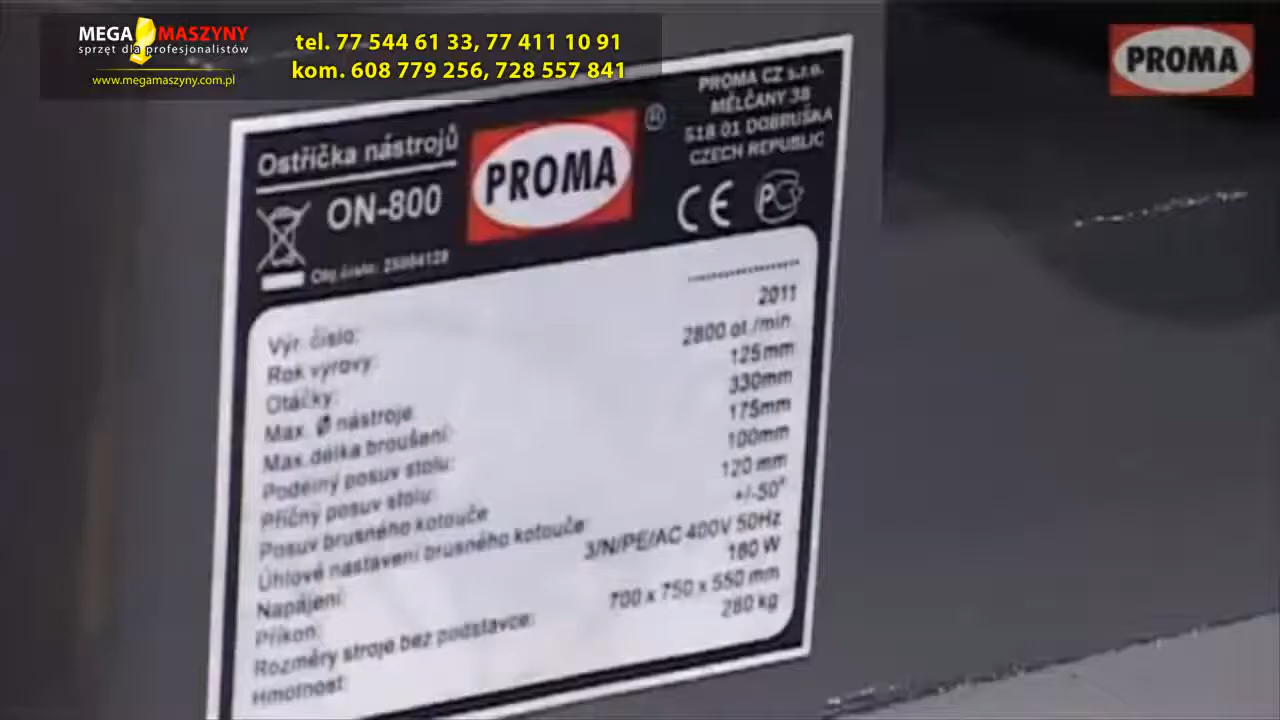 MEGA MASZYNY
sprzęt dla profesjonalistów
www.megamaszyny.com.pl
tel. 77 544 61 33, 77 411 10 91
kom. 608 779 256, 728 557 841
PROMA
Ostřička nástrojů
ON-800
Obj. číslo: 25004128
PROMA
®
PROMA CZ s.r.o.
MĚLČANY 38
518 01 DOBRUŠKA
CZECH REPUBLIC
CE
Výr. číslo:
Rok výrovy: 2011
Otáčky: 2800 ot./min.
Max. Ø nástroje 125mm
Max.délka broušení: 330mm
Podélný posuv stolu: 175mm
Příčný posuv stolu: 100mm
Posuv brusného kotouče 120 mm
Úhlové nastavení brusného kotouče: +/-50°
Napájení: 3/N/PE/AC 400V 50Hz
Příkon: 180 W
Rozměry stroje bez podstavce: 700 x 750 x 550 mm
Hmotnost: 280 kg